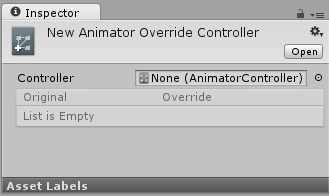 Inspector
New Animator Override Controller
Open
Controller None (AnimatorController)
Original Override
List is Empty
Asset Labels